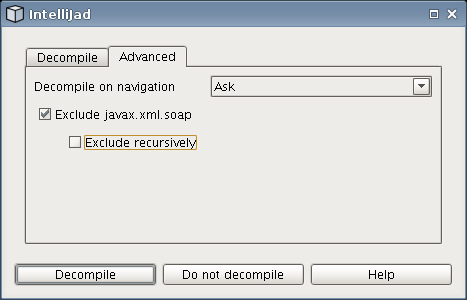 IntelliJad
Decompile Advanced
Decompile on navigation Ask
Exclude javax.xml.soap
Exclude recursively
Decompile Do not decompile Help